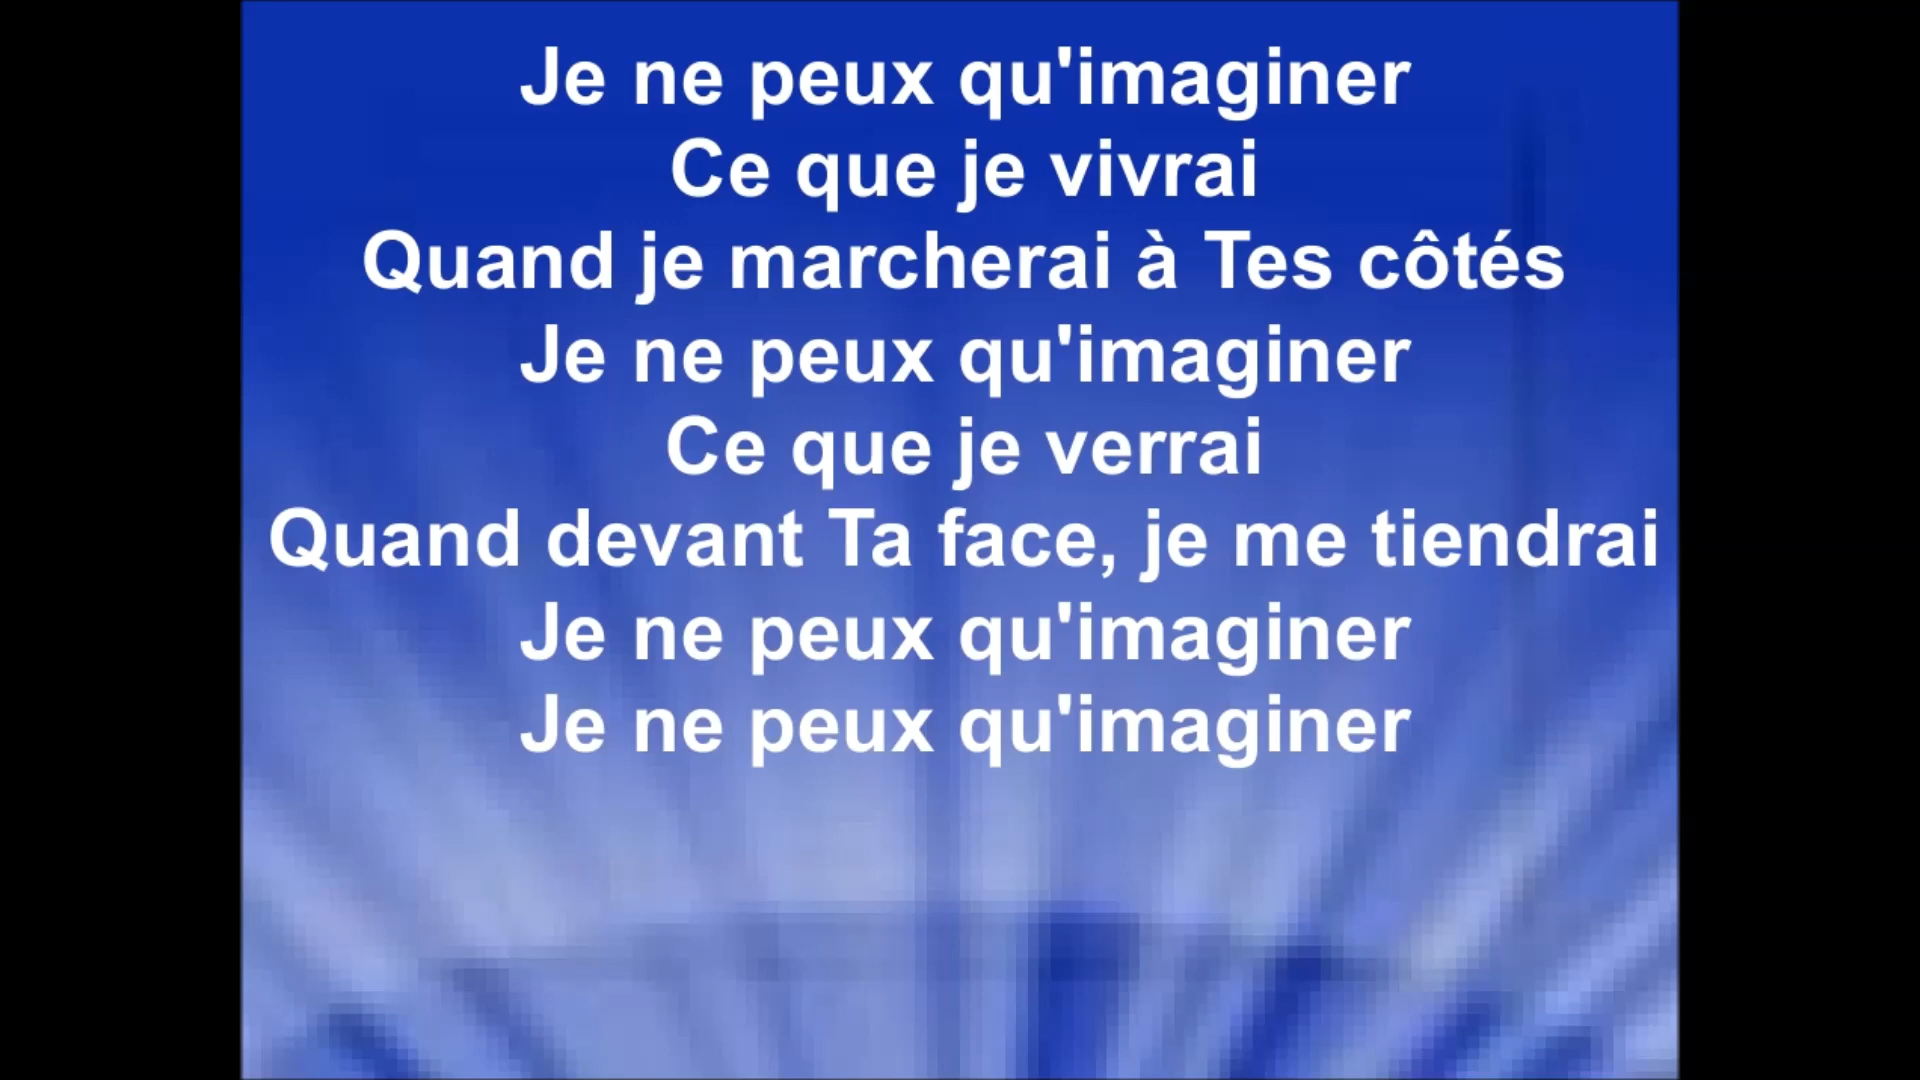 Je ne peux qu'imaginer
Ce que je vivrai
Quand je marcherai à Tes côtés
Je ne peux qu'imaginer
Ce que je verrai
Quand devant Ta face, je me tiendrai
Je ne peux qu'imaginer
Je ne peux qu'imaginer